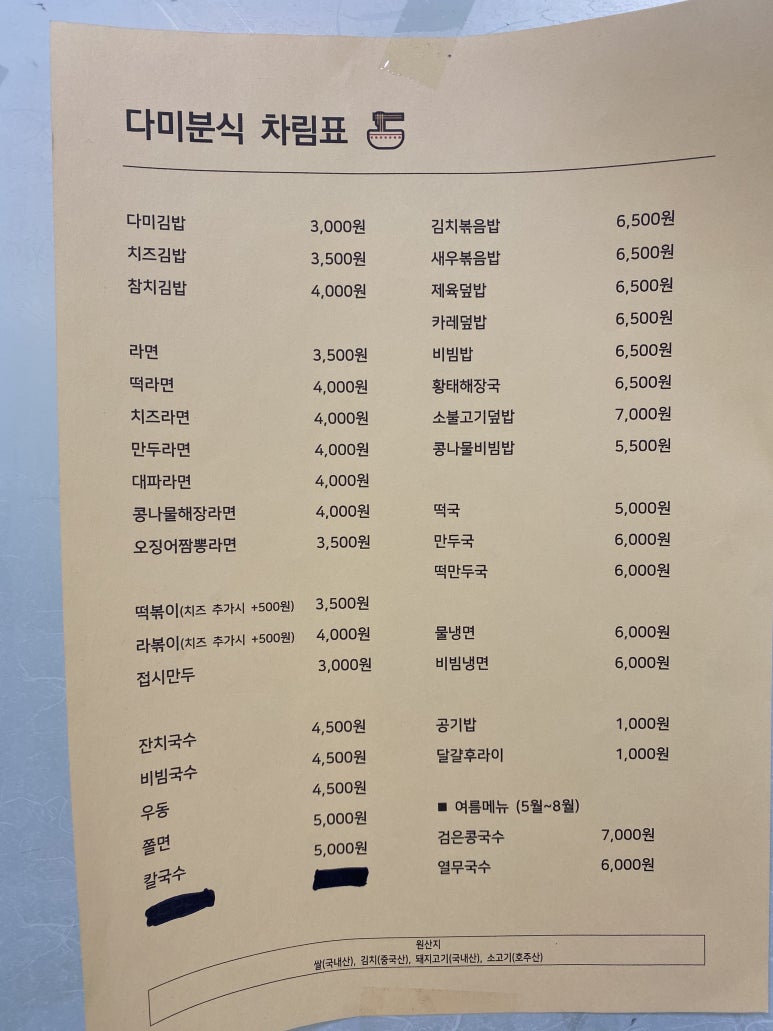 다미분식 차림표
다미김밥 3,000원
치즈김밥 3,500원
참치김밥 4,000원
라면 3,500원
떡라면 4,000원
치즈라면 4,000원
만두라면 4,000원
대파라면 4,000원
콩나물해장라면 4,000원
오징어짬뽕라면 3,500원
떡볶이(치즈 추가시 +500원) 3,500원
라볶이(치즈 추가시 +500원) 4,000원
접시만두 3,000원
잔치국수 4,500원
비빔국수 4,500원
우동 4,500원
쫄면 5,000원
칼국수 5,000원
김치볶음밥 6,500원
새우볶음밥 6,500원
제육덮밥 6,500원
카레덮밥 6,500원
비빔밥 6,500원
황태해장국 6,500원
소불고기덮밥 7,000원
콩나물비빔밥 5,500원
떡국 5,000원
만두국 6,000원
떡만두국 6,000원
물냉면 6,000원
비빔냉면 6,000원
공기밥 1,000원
달걀후라이 1,000원
■ 여름메뉴 (5월~8월)
검은콩국수 7,000원
열무국수 6,000원
원산지
쌀(국내산), 김치(중국산), 돼지고기(국내산), 소고기(호주산)